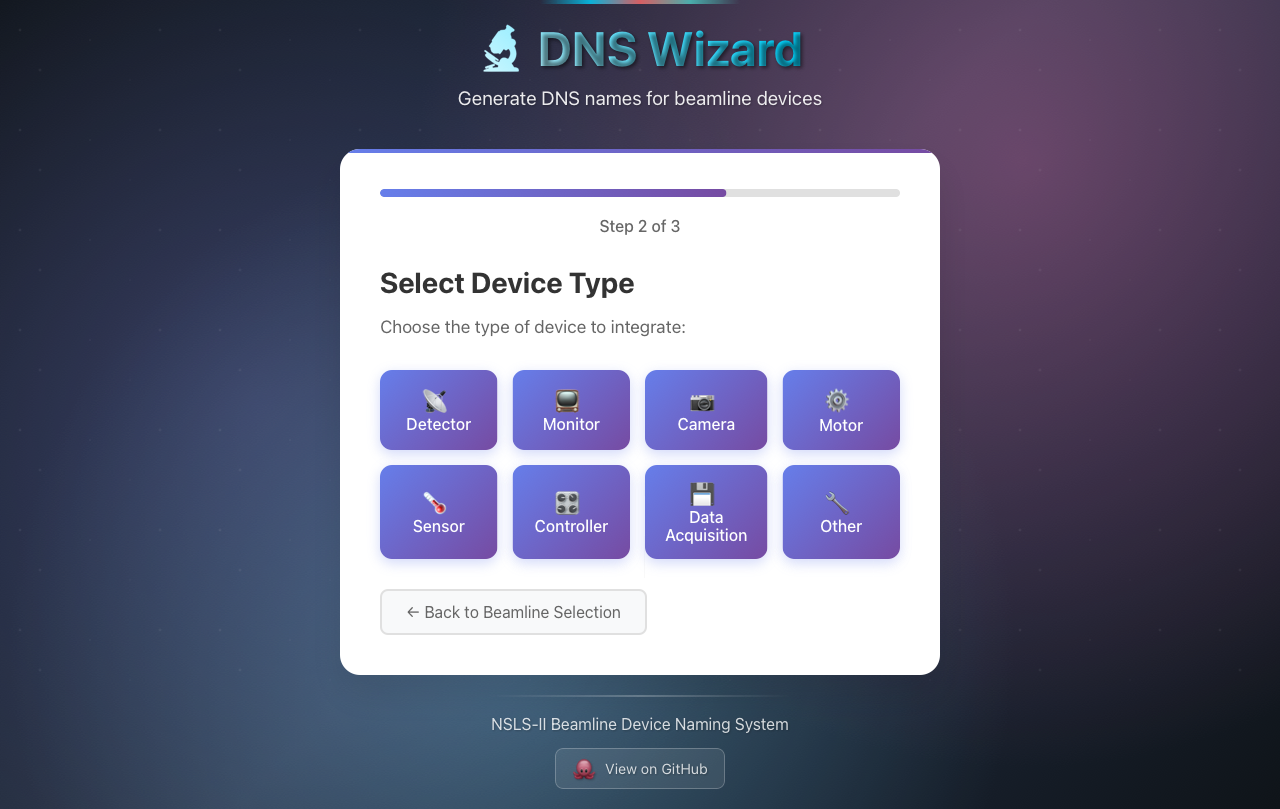 DNS Wizard
Generate DNS names for beamline devices
Step 2 of 3
Select Device Type
Choose the type of device to integrate:
Detector
Monitor
Camera
Motor
Sensor
Controller
Data
Acquisition
Other
← Back to Beamline Selection
NSLS-II Beamline Device Naming System
View on GitHub